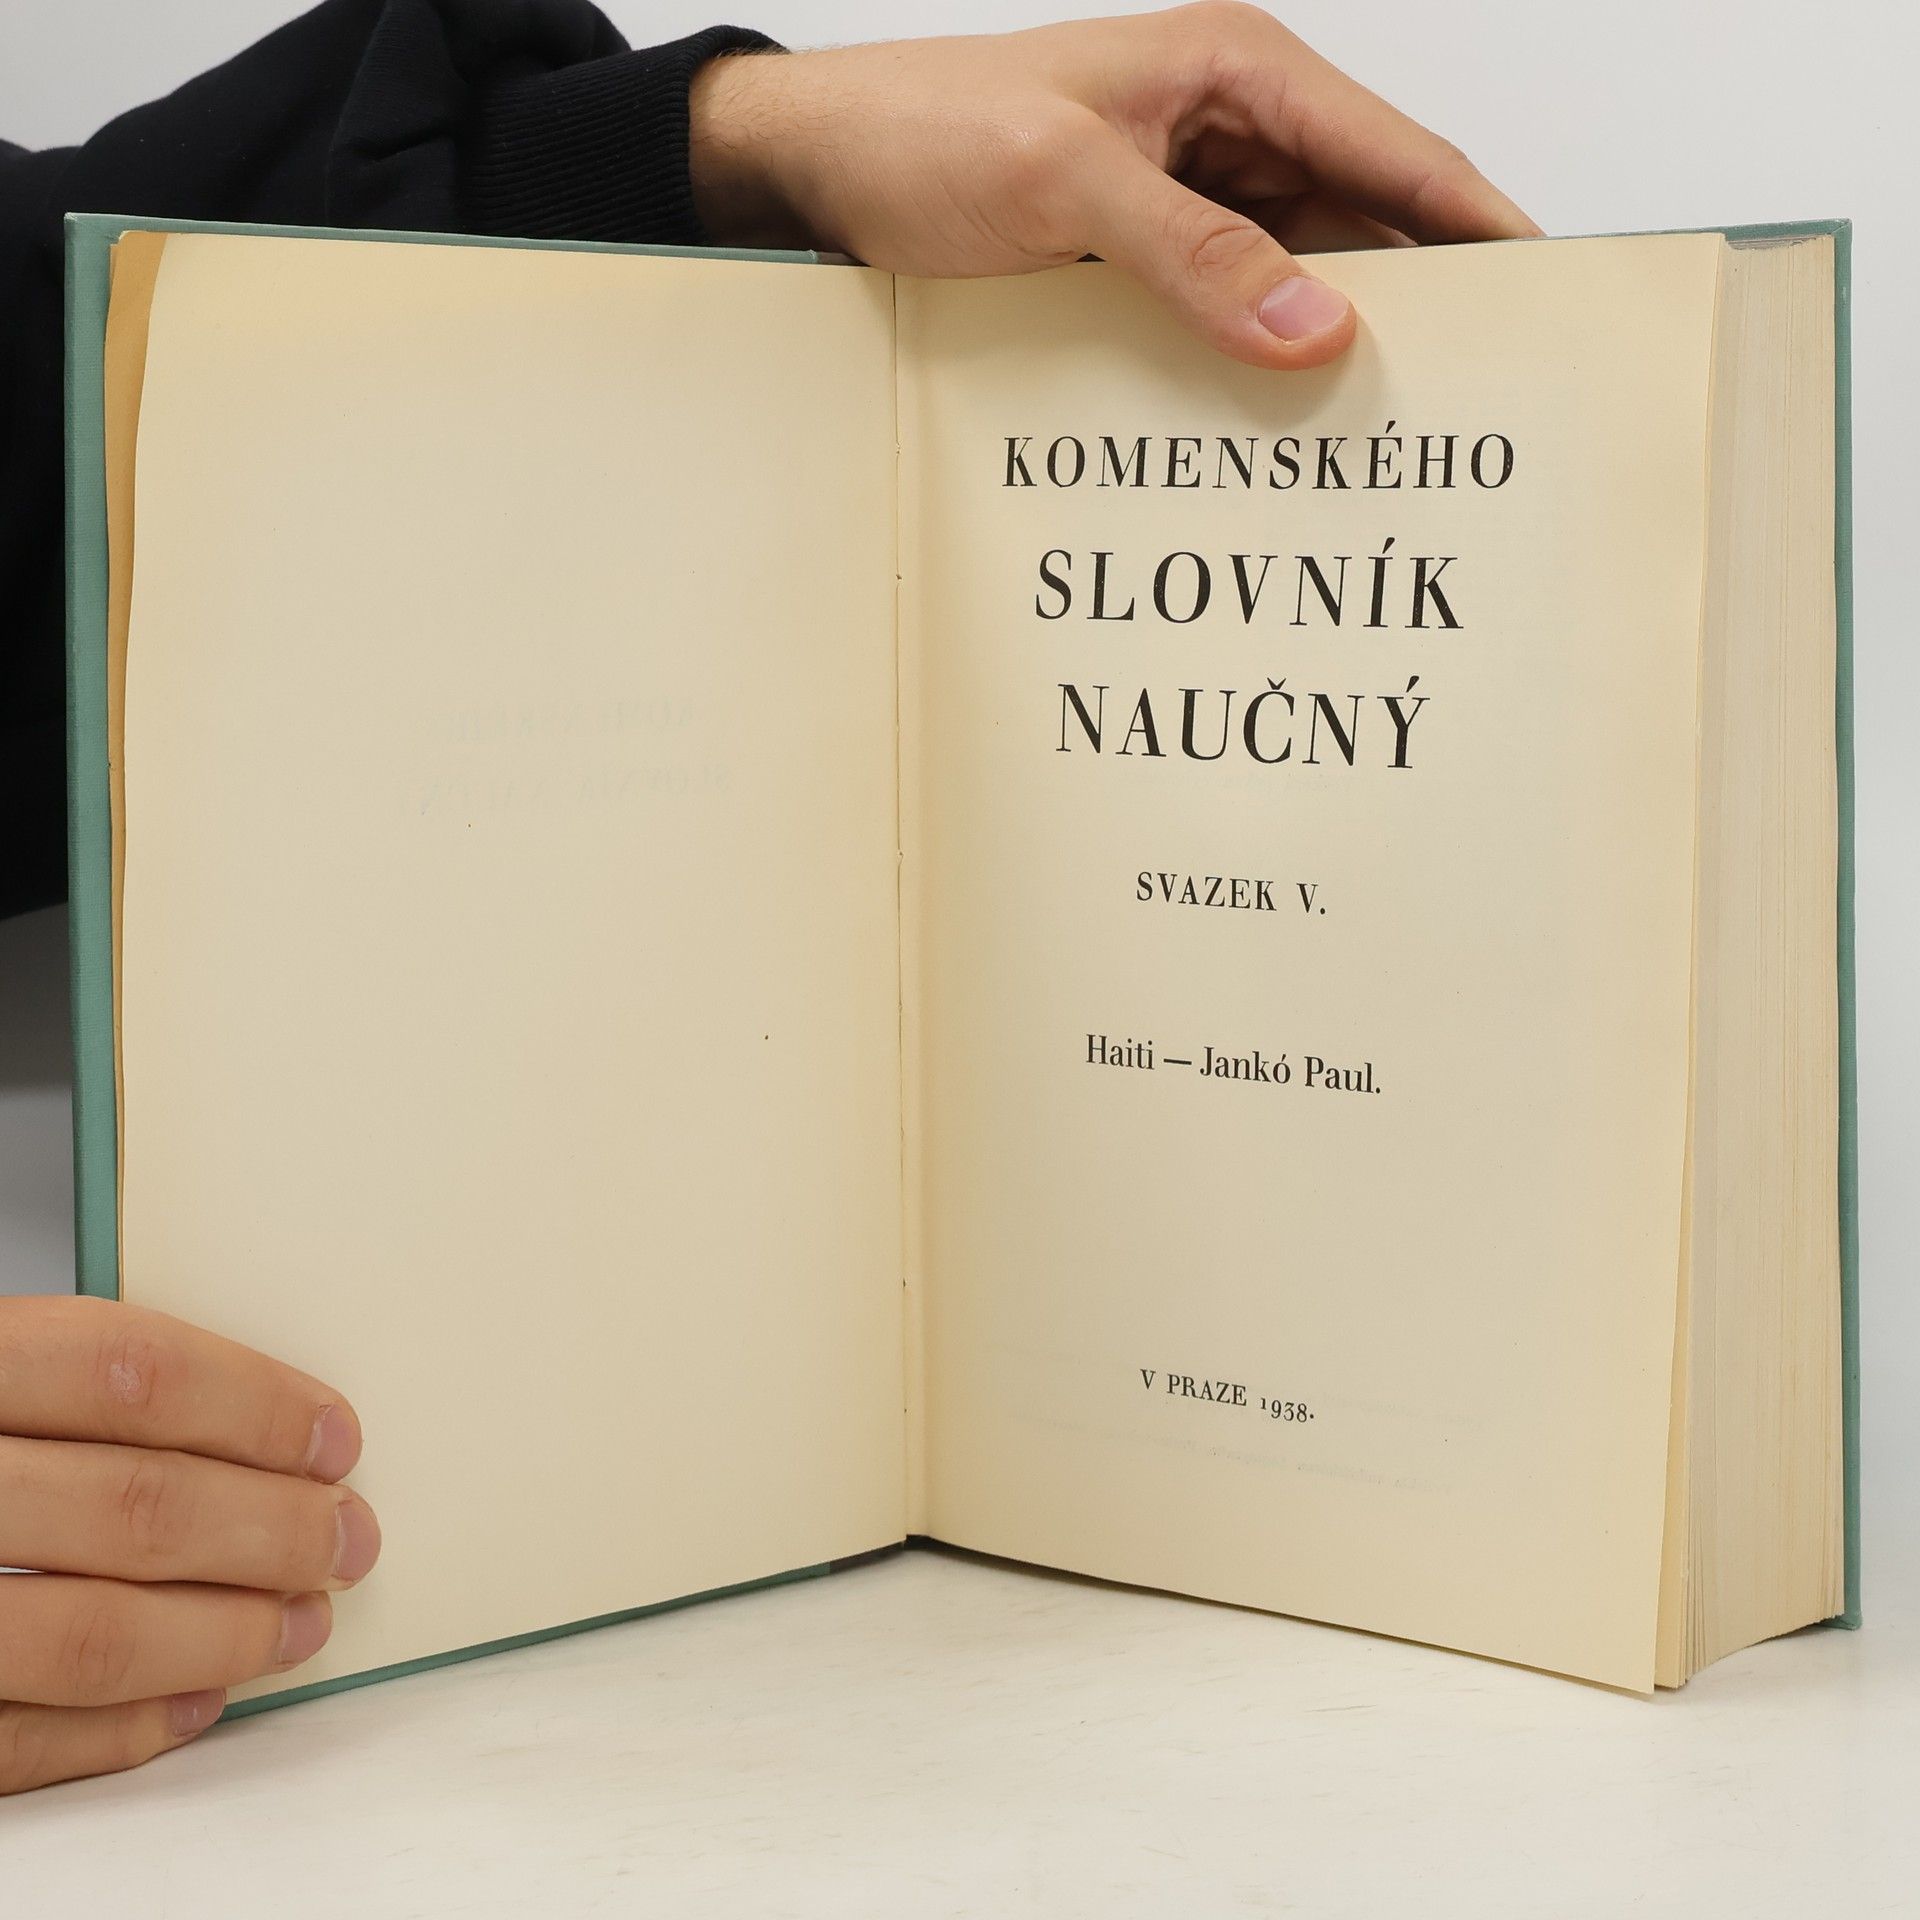 KOMENSKÉHO
SLOVNÍK
NAUČNÝ
SVAZEK V.
Haiti — Jankó Paul.
V PRAZE 1938.